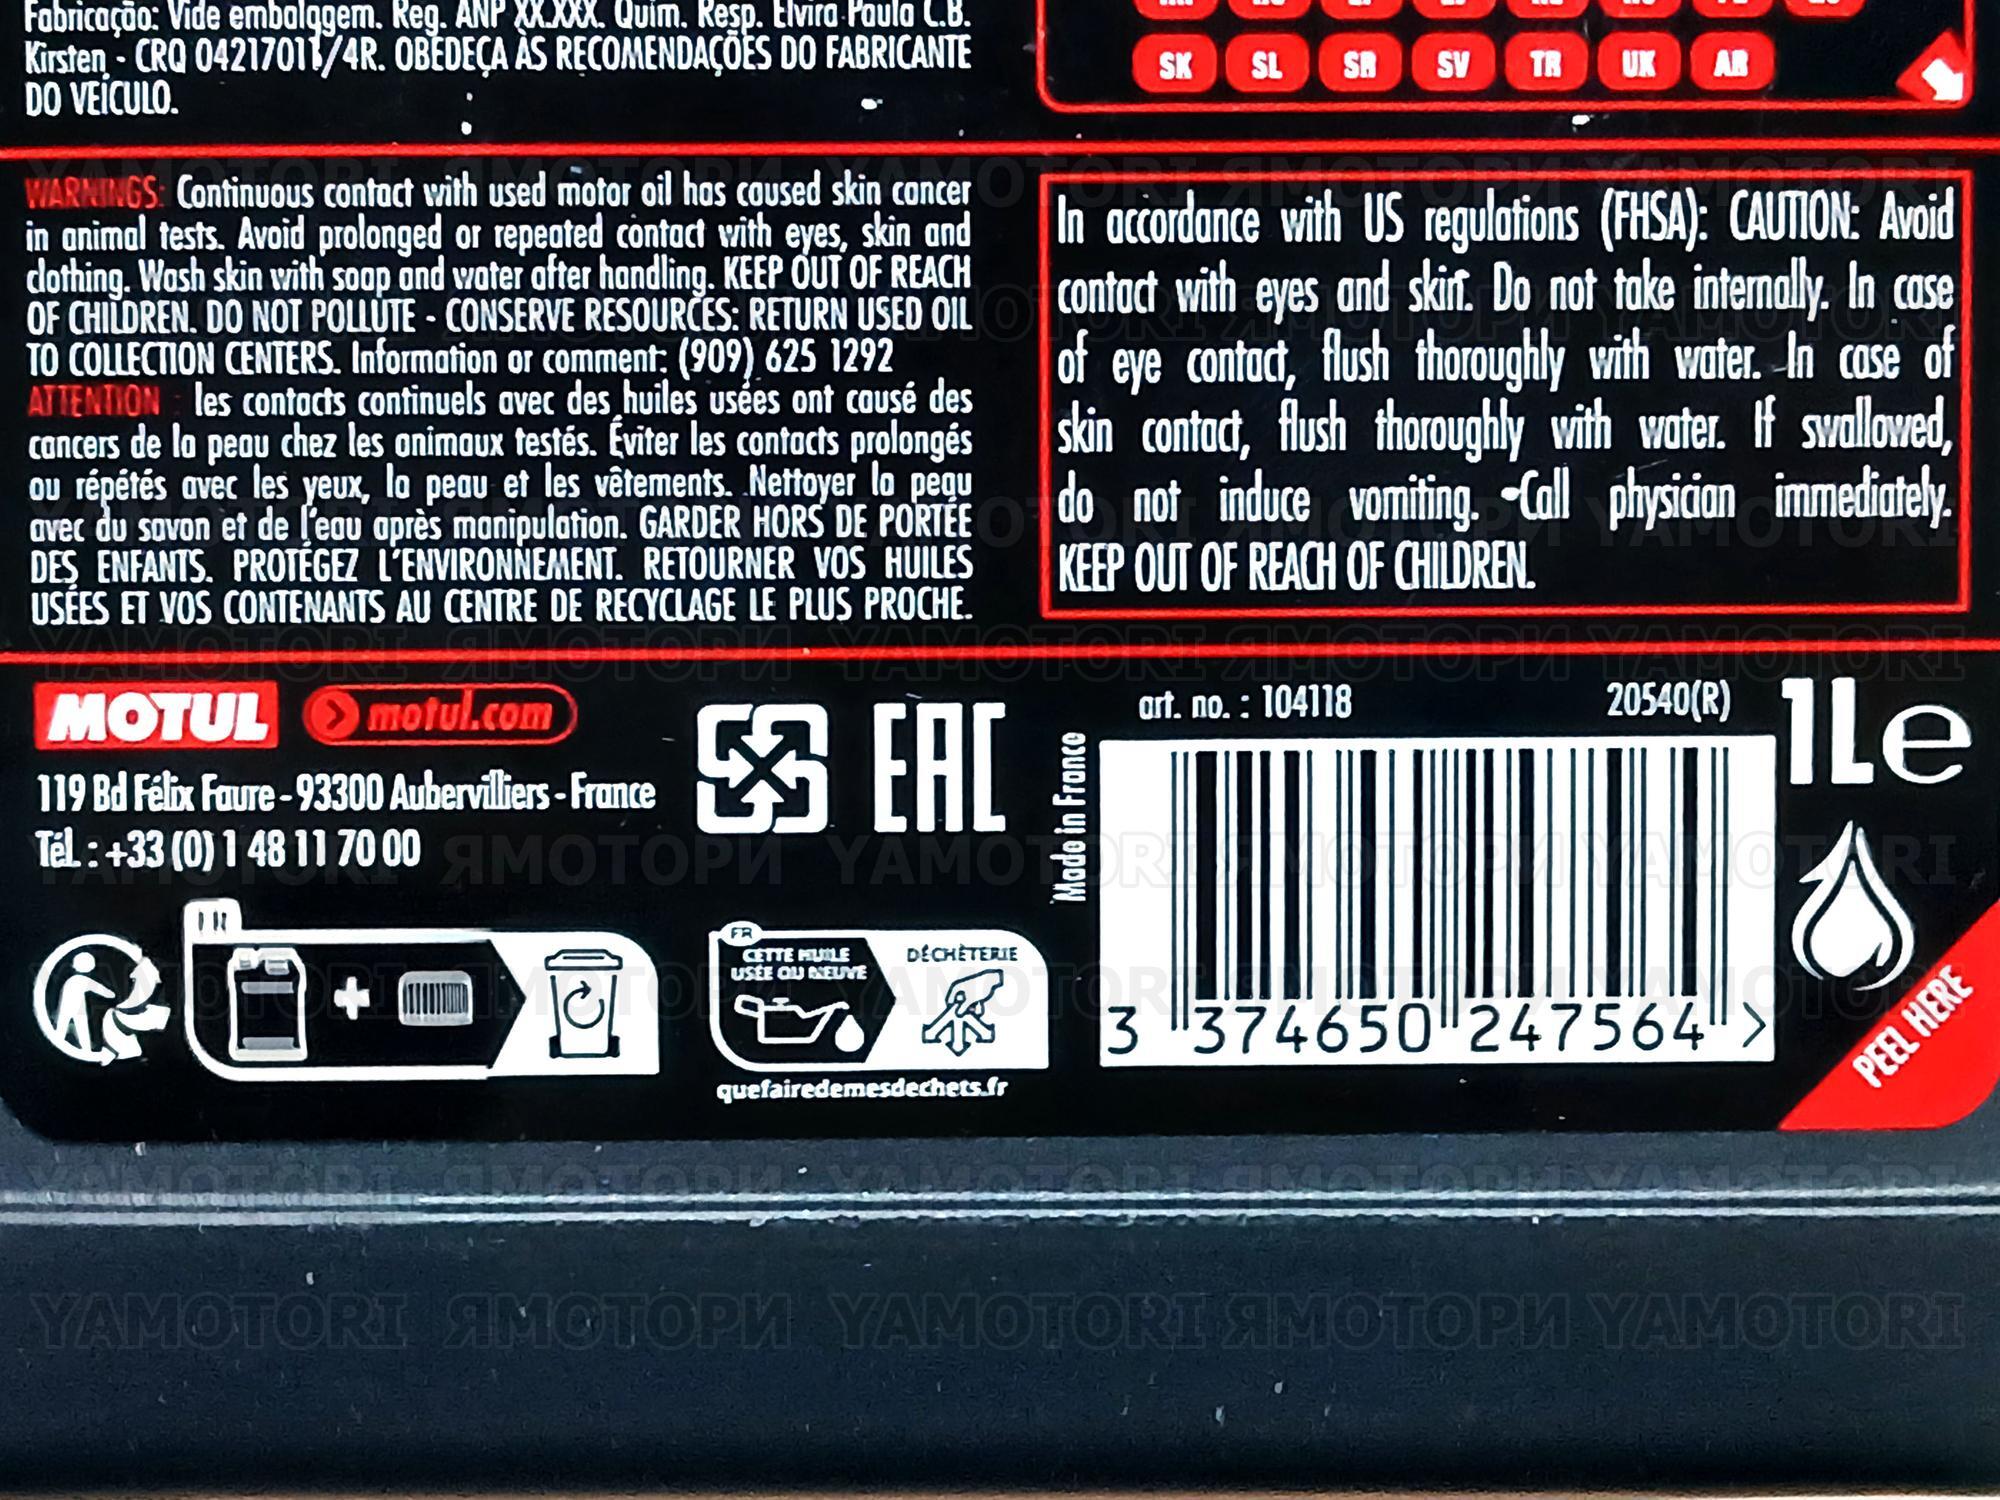 Fabricação: Vide embalagem. Reg. ANP XX.XXX. Quim. Resp. Elvira Paula C.B.
Kirsten - CRQ 04217011/4R. OBEDEÇA ÀS RECOMENDAÇÕES DO FABRICANTE
DO VEÍCULO.
SK SL SR SV TR UK AR
WARNINGS: Continuous contact with used motor oil has caused skin cancer
in animal tests. Avoid prolonged or repeated contact with eyes, skin and
clothing. Wash skin with soap and water after handling. KEEP OUT OF REACH
OF CHILDREN. DO NOT POLLUTE - CONSERVE RESOURCES: RETURN USED OIL
TO COLLECTION CENTERS. Information or comment: (909) 625 1292
ATTENTION : les contacts continuels avec des huiles usées ont causé des
cancers de la peau chez les animaux testés. Éviter les contacts prolongés
ou répétés avec les yeux, la peau et les vêtements. Nettoyer la peau
avec du savon et de l'eau après manipulation. GARDER HORS DE PORTÉE
DES ENFANTS. PROTÉGEZ L'ENVIRONNEMENT. RETOURNER VOS HUILES
USÉES ET VOS CONTENANTS AU CENTRE DE RECYCLAGE LE PLUS PROCHE.
In accordance with US regulations (FHSA): CAUTION: Avoid
contact with eyes and skin. Do not take internally. In case
of eye contact, flush thoroughly with water. In case of
skin contact, flush thoroughly with water. If swallowed,
do not induce vomiting. Call physician immediately.
KEEP OUT OF REACH OF CHILDREN.
MOTUL motul.com
119 Bd Félix Faure - 93300 Aubervilliers - France
Tél. : +33 (0) 1 48 11 70 00
EAC
FR
CETTE HUILE
USÉE OU NEUVE
DÉCHÈTERIE
quefairedemesdechets.fr
Made in France
art. no. : 104118 20540(R)
3 374650 247564 >
1L e
PEEL HERE
YAMOTORI ЯМОТОРИ YAMOTORI ЯМОТОРИ YAMOTORI